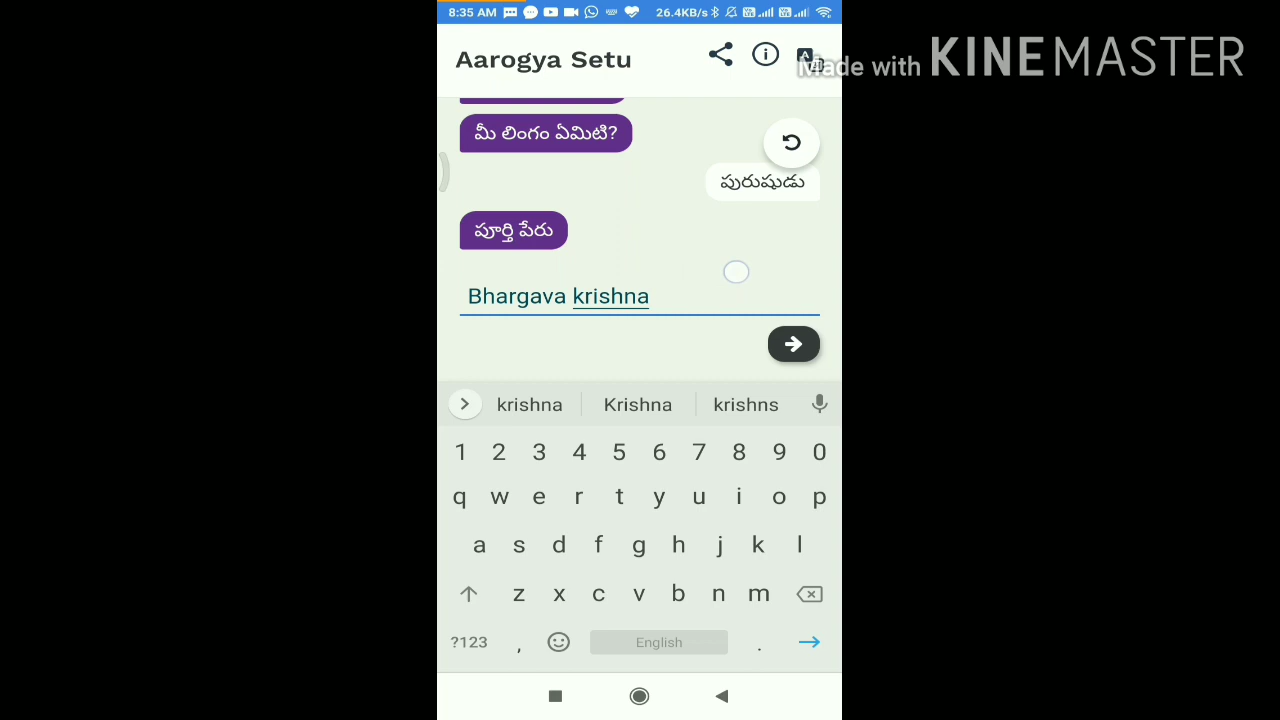 8:35 AM 26.4KB/s
Aarogya Setu
Made with KINEMASTER
మీ లింగం ఏమిటి?
పురుషుడు
పూర్తి పేరు
Bhargava krishna
krishna Krishna krishns
1 2 3 4 5 6 7 8 9 0
q w e r t y u i o p
a s d f g h j k l
z x c v b n m
?123 , English .